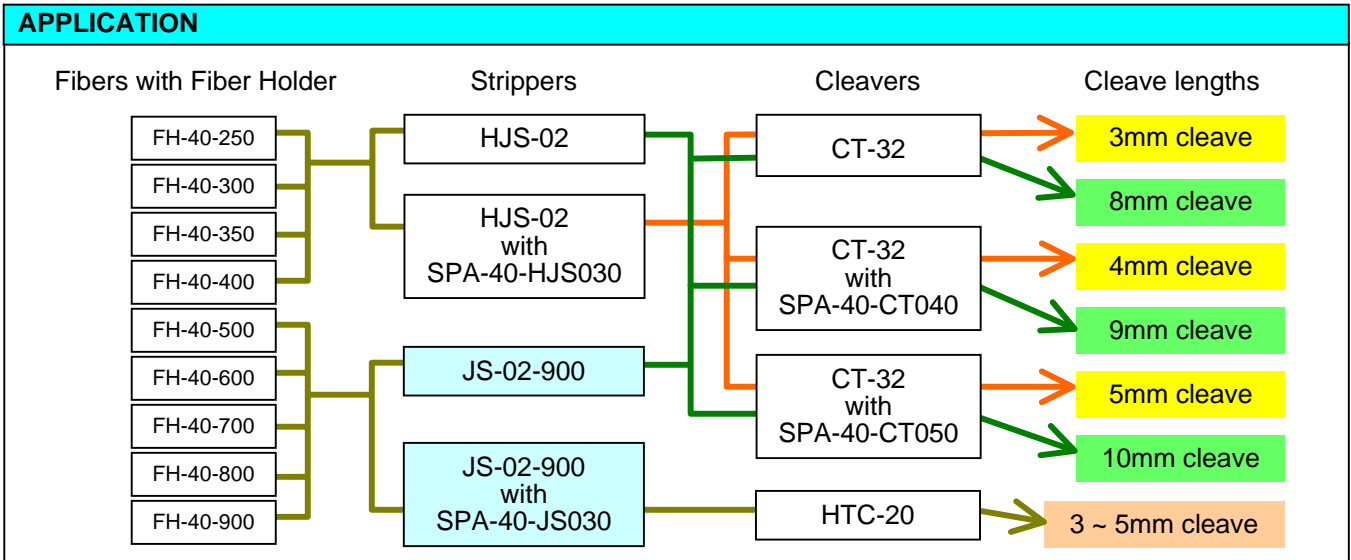 APPLICATION
Fibers with Fiber Holder
Strippers
Cleavers
Cleave lengths
FH-40-250
FH-40-300
FH-40-350
FH-40-400
FH-40-500
FH-40-600
FH-40-700
FH-40-800
FH-40-900
HJS-02
HJS-02
with
SPA-40-HJS030
JS-02-900
JS-02-900
with
SPA-40-JS030
CT-32
CT-32
with
SPA-40-CT040
CT-32
with
SPA-40-CT050
HTC-20
3mm cleave
8mm cleave
4mm cleave
9mm cleave
5mm cleave
10mm cleave
3 ~ 5mm cleave